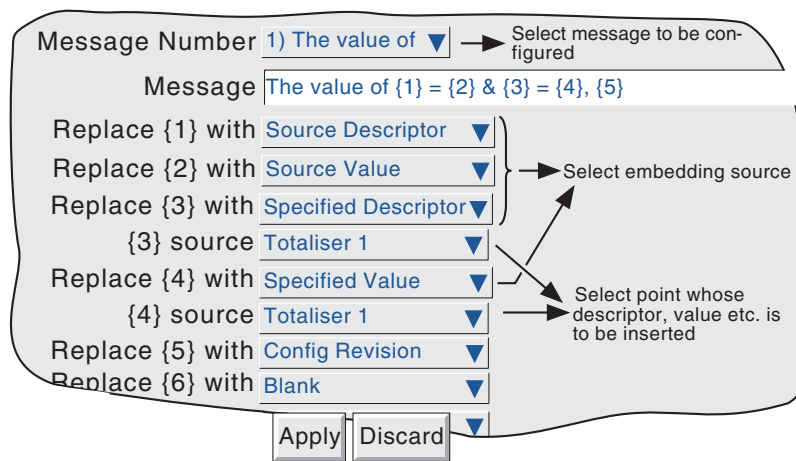 Message Number 1) The value of Select message to be con-
figured
Message The value of {1} = {2} & {3} = {4}, {5}
Replace {1} with Source Descriptor
Replace {2} with Source Value Select embedding source
Replace {3} with Specified Descriptor
{3} source Totaliser 1
Replace {4} with Specified Value
Select point whose
descriptor, value etc. is
to be inserted
{4} source Totaliser 1
Replace {5} with Config Revision
Replace {6} with Blank
Apply Discard